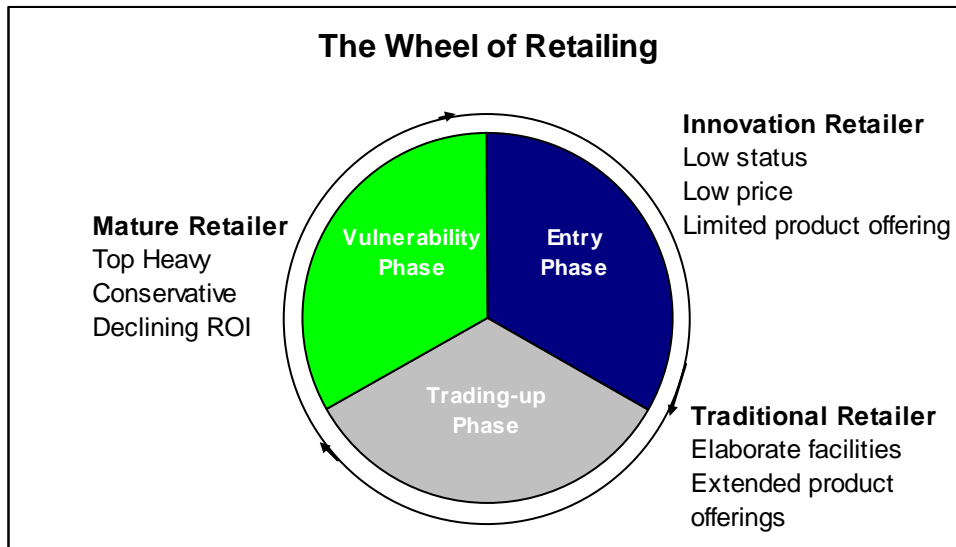 The Wheel of Retailing
Innovation Retailer
Low status
Low price
Limited product offering
Mature Retailer
Top Heavy
Conservative
Declining ROI
Vulnerability
Phase
Entry
Phase
Trading-up
Phase
Traditional Retailer
Elaborate facilities
Extended product
offerings